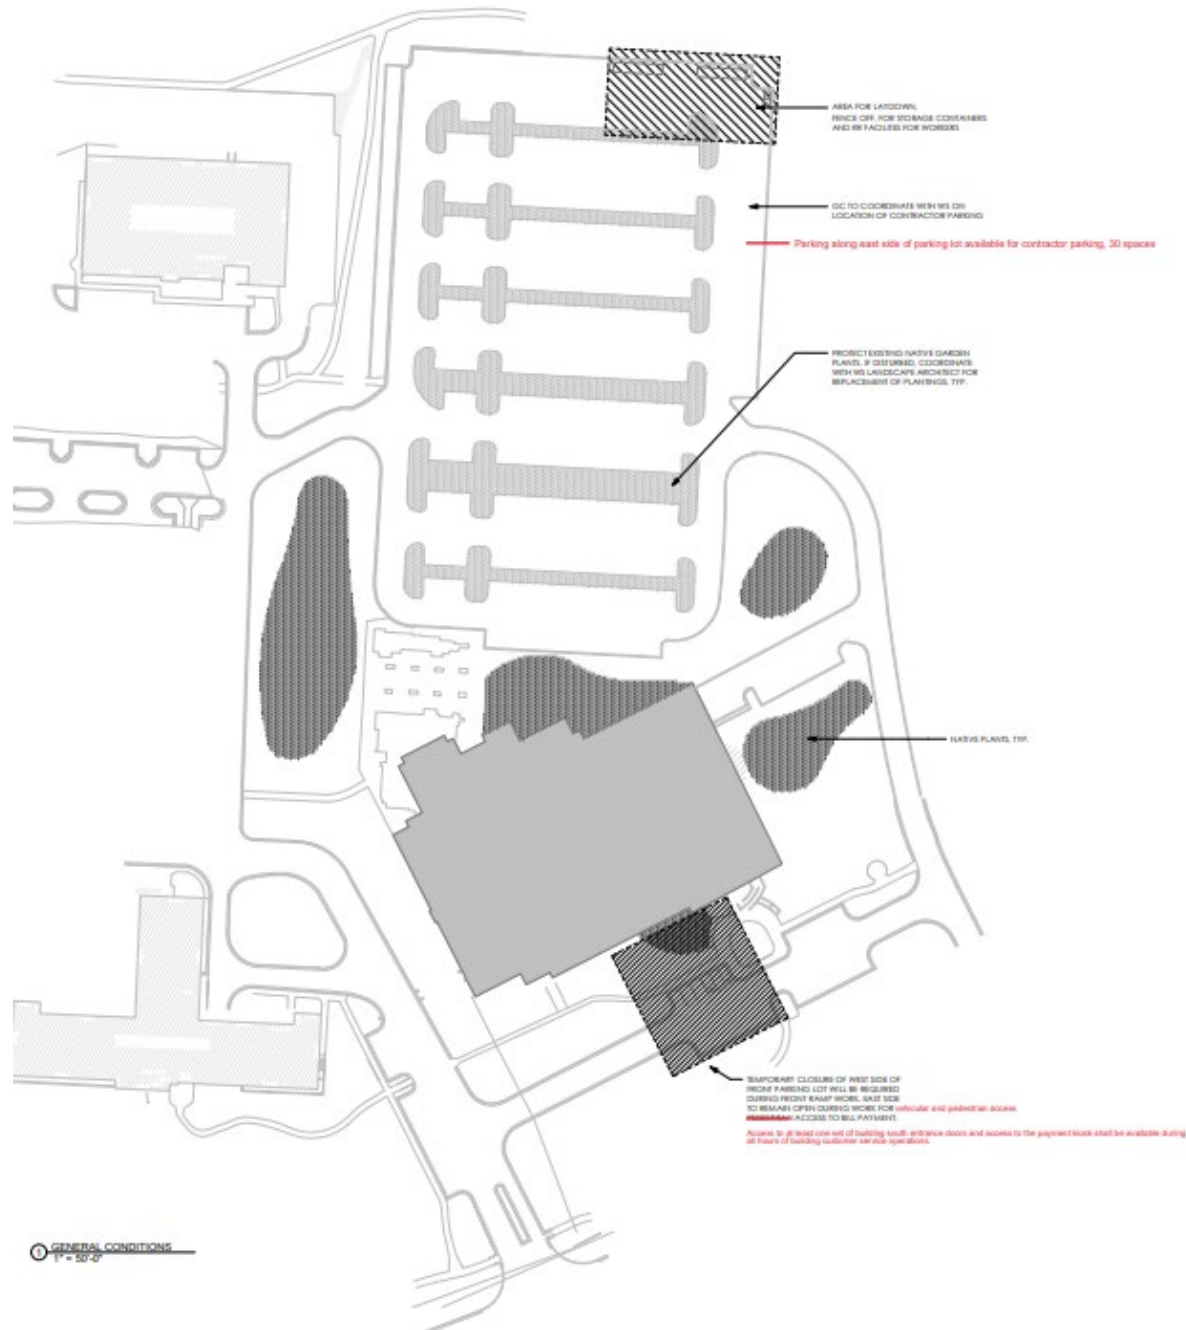 AREA FOR LAYDOWN,
FENCE OFF, FOR STORAGE CONTAINERS
AND RR FACILITIES FOR WORKERS
GC TO COORDINATE WITH WS ON
LOCATION OF CONTRACTOR PARKING
Parking along east side of parking lot available for contractor parking, 30 spaces
PROTECT EXISTING NATIVE GARDEN
PLANTS, IF DISTURBED, COORDINATE
WITH WS LANDSCAPE ARCHITECT FOR
REPLACEMENT OF PLANTINGS, TYP.
NATIVE PLANTS, TYP.
TEMPORARY CLOSURE OF WEST SIDE OF
FRONT PARKING LOT WILL BE REQUIRED
DURING FRONT RAMP WORK. EAST SIDE
TO REMAIN OPEN DURING WORK FOR vehicular and pedestrian access
PEDESTRIAN ACCESS TO BILL PAYMENT.
Access to at least one set of building south entrance doors and access to the payment kiosk shall be available during
all hours of building customer service operations
1 GENERAL CONDITIONS
1" = 50'-0"